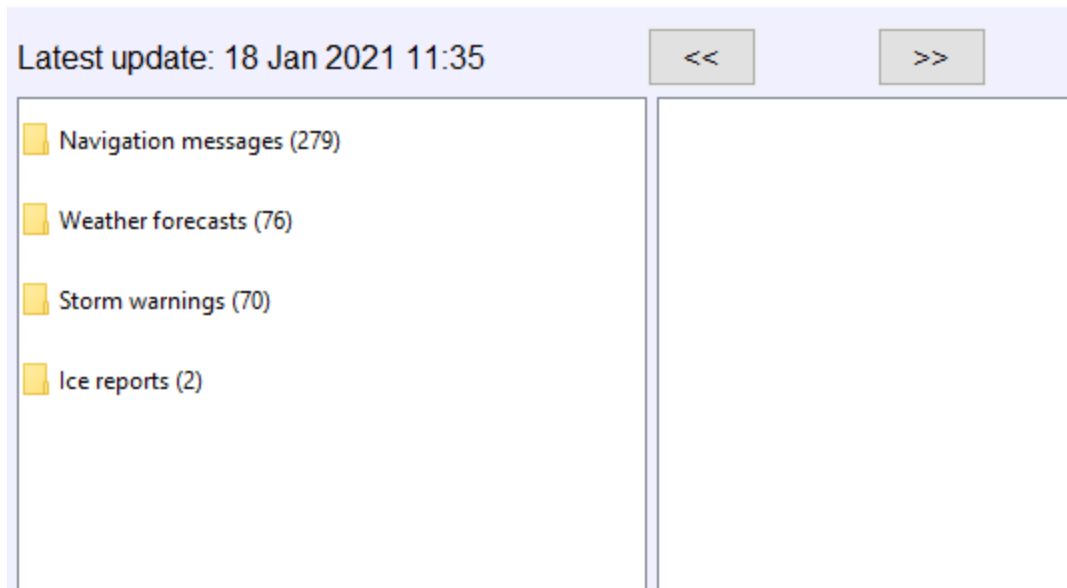 Latest update: 18 Jan 2021 11:35
<<
>>
Navigation messages (279)
Weather forecasts (76)
Storm warnings (70)
Ice reports (2)